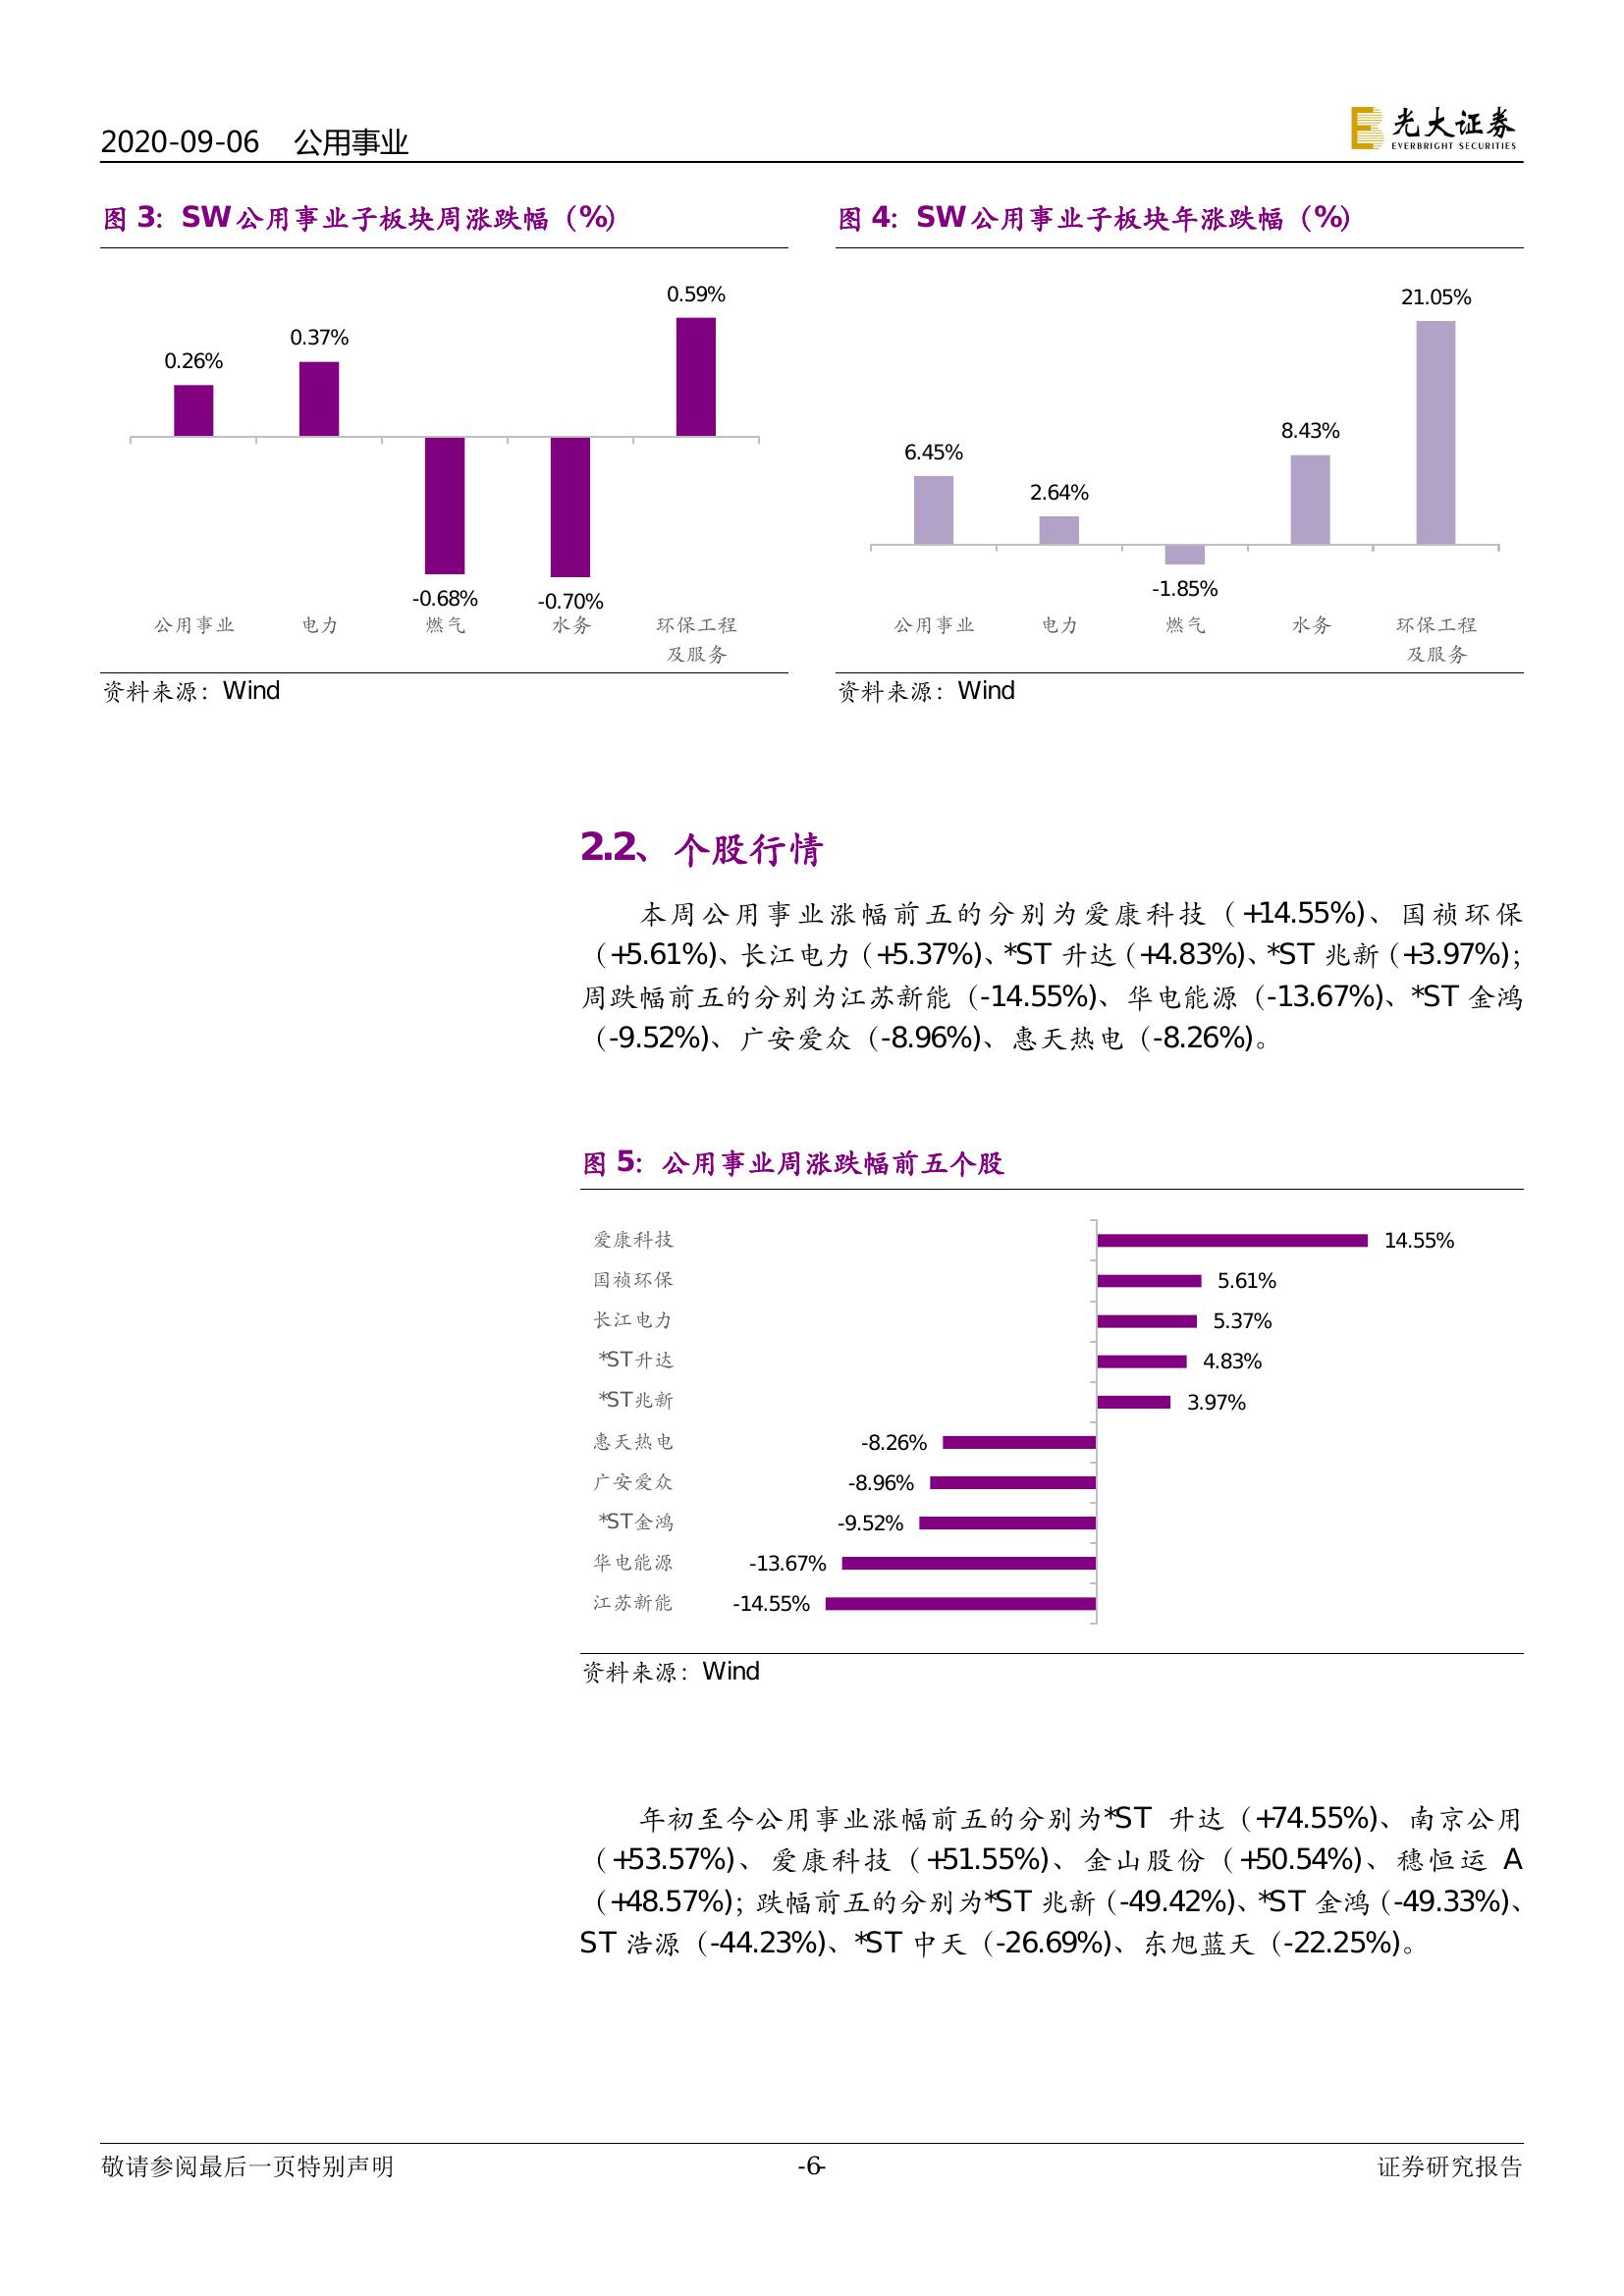 2020-09-06 公用事业
光大证券
EVERBRIGHT SECURITIES
图 3：SW 公用事业子板块周涨跌幅（%）
0.26%
0.37%
-0.68%
-0.70%
0.59%
公用事业
电力
燃气
水务
环保工程
及服务
资料来源：Wind
图 4：SW 公用事业子板块年涨跌幅（%）
6.45%
2.64%
-1.85%
8.43%
21.05%
公用事业
电力
燃气
水务
环保工程
及服务
资料来源：Wind
2.2、个股行情
本周公用事业涨幅前五的分别为爱康科技（+14.55%)、国祯环保
（+5.61%)、长江电力（+5.37%)、*ST 升达（+4.83%)、*ST 兆新（+3.97%)；
周跌幅前五的分别为江苏新能（-14.55%)、华电能源（-13.67%)、*ST 金鸿
（-9.52%)、广安爱众（-8.96%)、惠天热电（-8.26%)。
图 5：公用事业周涨跌幅前五个股
爱康科技 14.55%
国祯环保 5.61%
长江电力 5.37%
*ST升达 4.83%
*ST兆新 3.97%
惠天热电 -8.26%
广安爱众 -8.96%
*ST金鸿 -9.52%
华电能源 -13.67%
江苏新能 -14.55%
资料来源：Wind
年初至今公用事业涨幅前五的分别为*ST 升达（+74.55%)、南京公用
（+53.57%)、爱康科技（+51.55%)、金山股份（+50.54%)、穗恒运 A
（+48.57%)；跌幅前五的分别为*ST 兆新（-49.42%)、*ST 金鸿（-49.33%)、
ST 浩源（-44.23%)、*ST 中天（-26.69%)、东旭蓝天（-22.25%)。
敬请参阅最后一页特别声明
-6-
证券研究报告